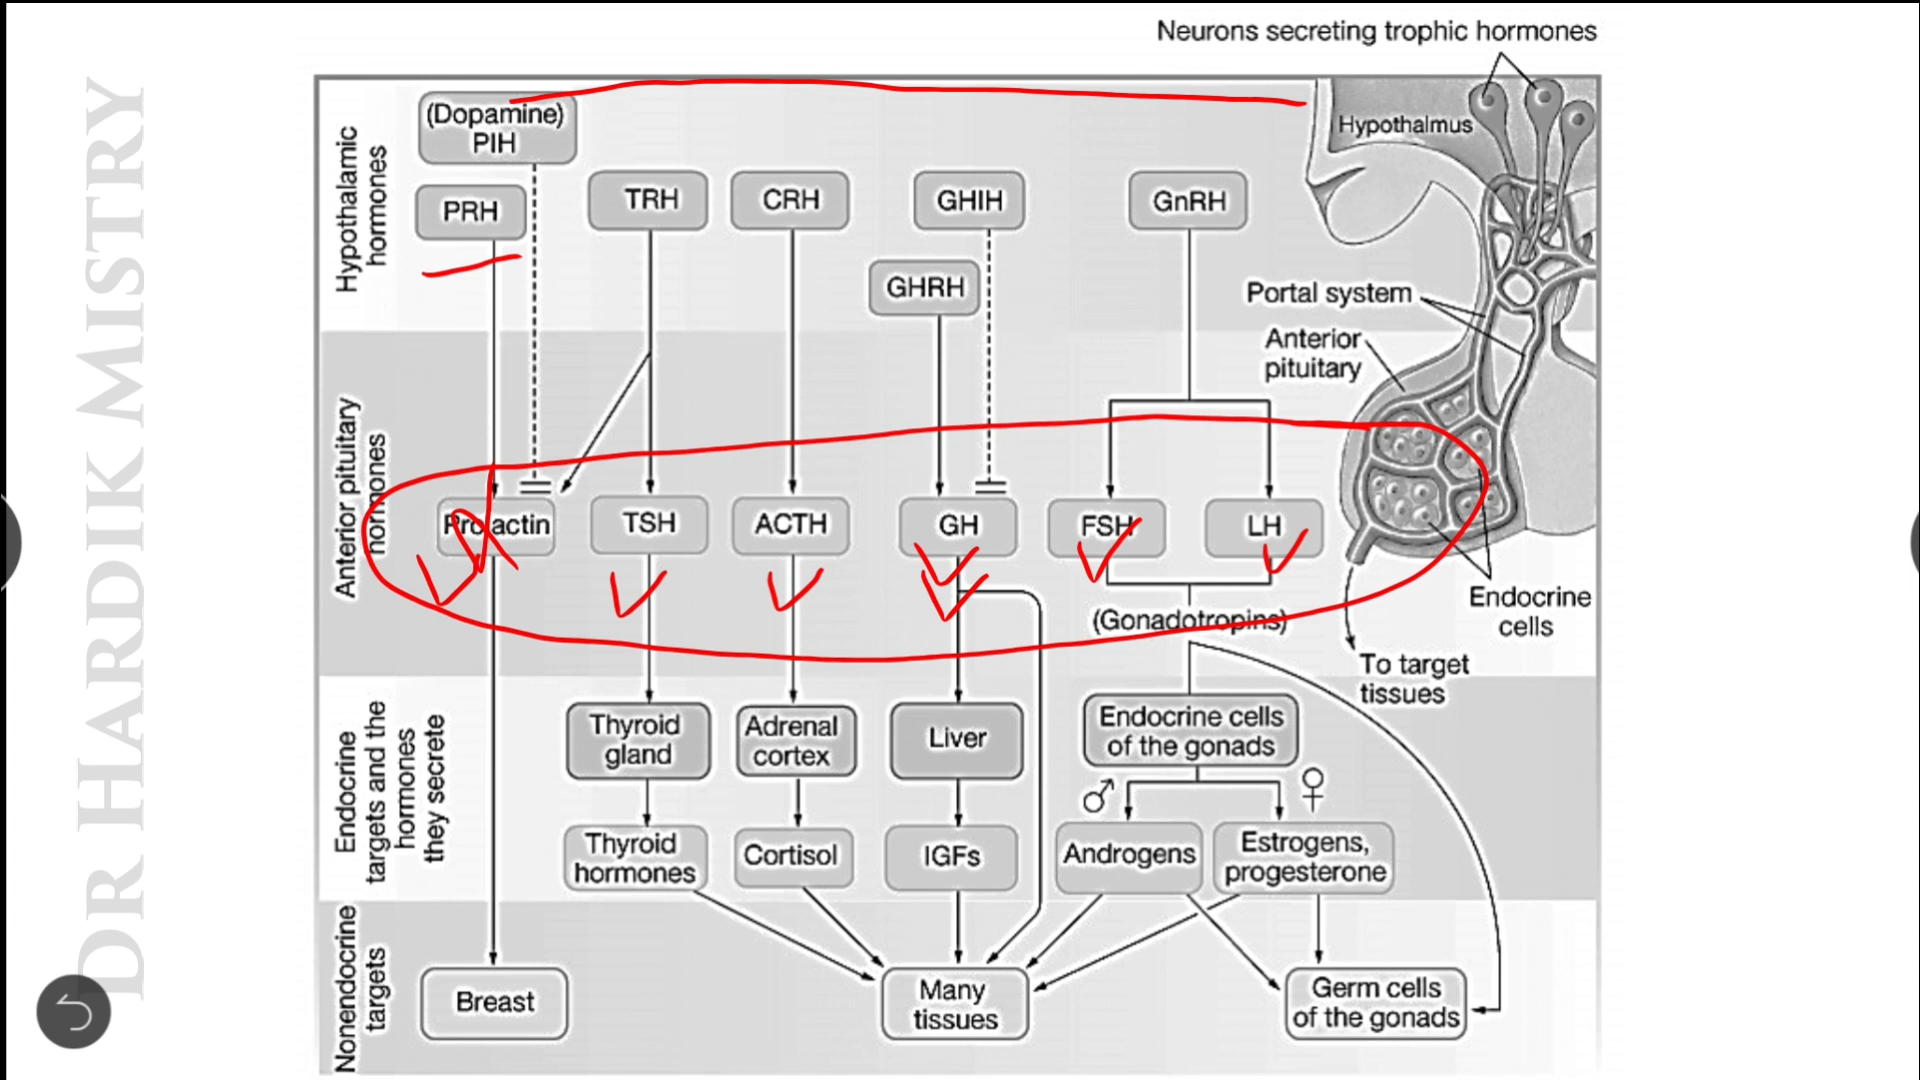 Neurons secreting trophic hormones
DR HARDIK MISTRY
Hypothalamic
hormones
(Dopamine)
PIH
PRH
TRH
CRH
GHIH
GHRH
GnRH
Hypothalmus
Portal system
Anterior
pituitary
Anterior pituitary
hormones
Prolactin
TSH
ACTH
GH
FSH
LH
(Gonadotropins)
Endocrine
cells
To target
tissues
Endocrine
targets and the
hormones
they secrete
Thyroid
gland
Adrenal
cortex
Liver
Endocrine cells
of the gonads
♂
♀
Thyroid
hormones
Cortisol
IGFs
Androgens
Estrogens,
progesterone
Nonendocrine
targets
Breast
Many
tissues
Germ cells
of the gonads